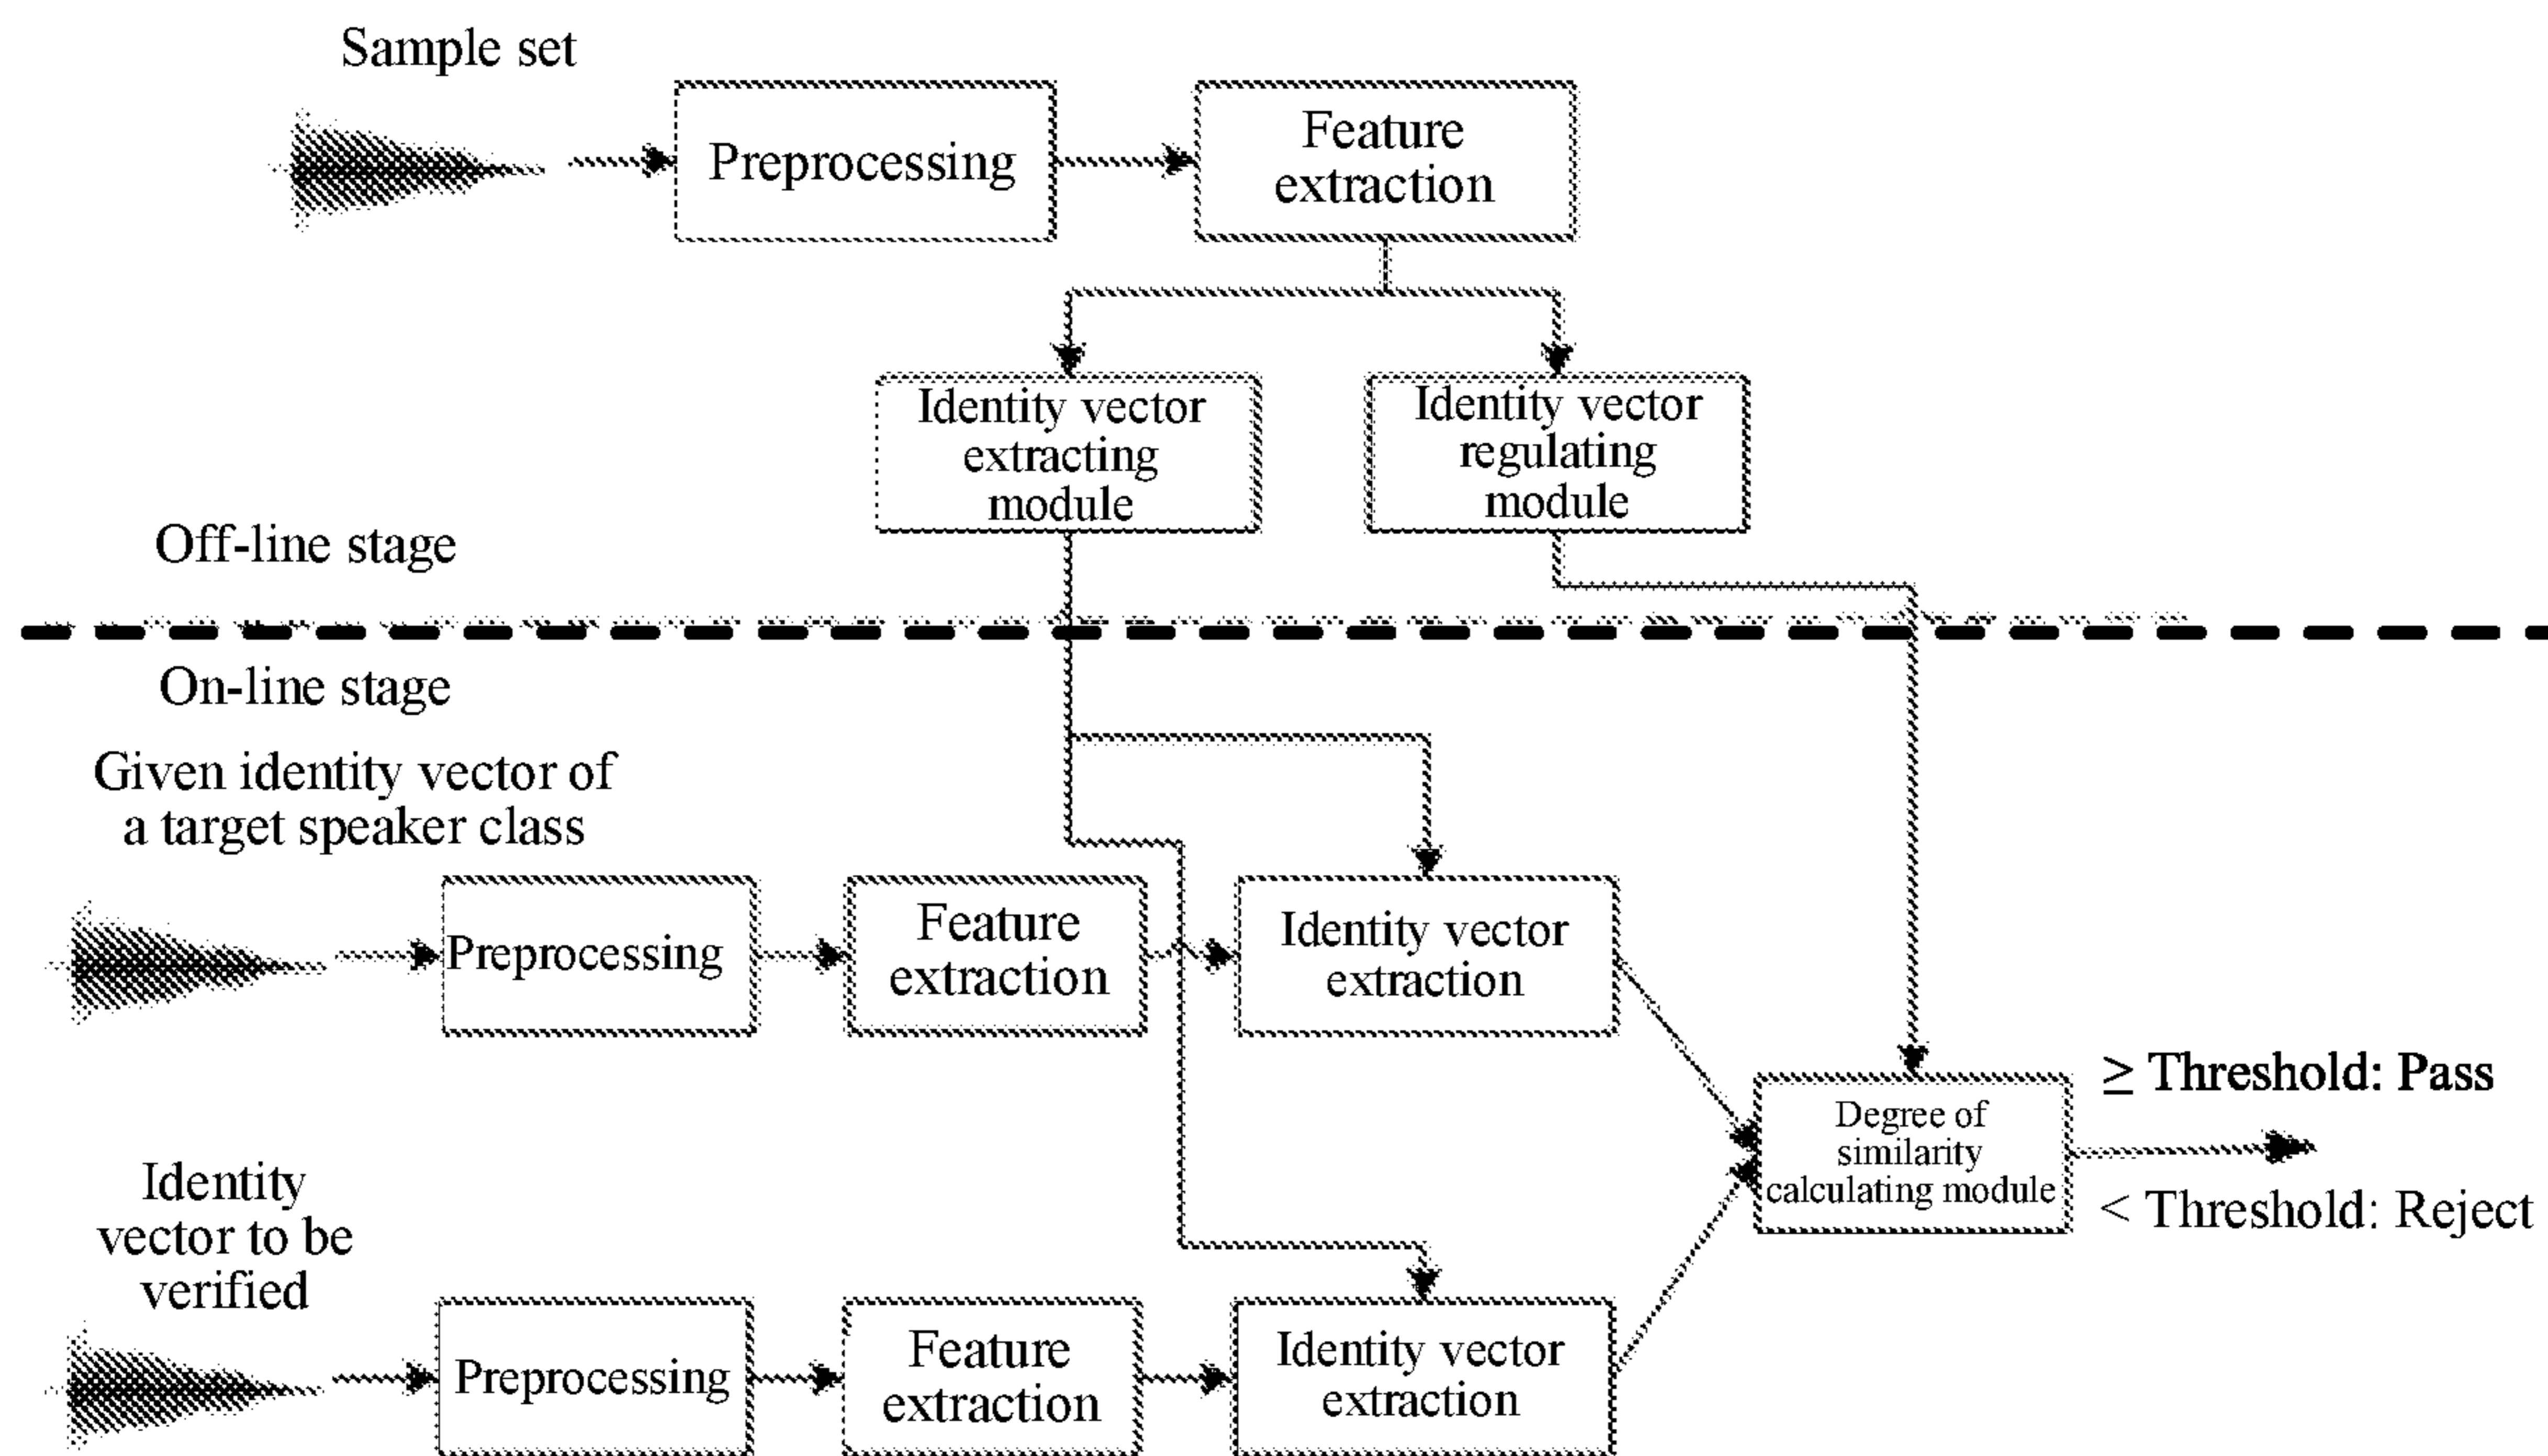 Sample set
Preprocessing
Feature
extraction
Identity vector
extracting
module
Identity vector
regulating
module
Off-line stage
On-line stage
Given identity vector of
a target speaker class
Preprocessing
Feature
extraction
Identity vector
extraction
Degree of
similarity
calculating module
≥ Threshold: Pass
< Threshold: Reject
Identity
vector to be
verified
Preprocessing
Feature
extraction
Identity vector
extraction